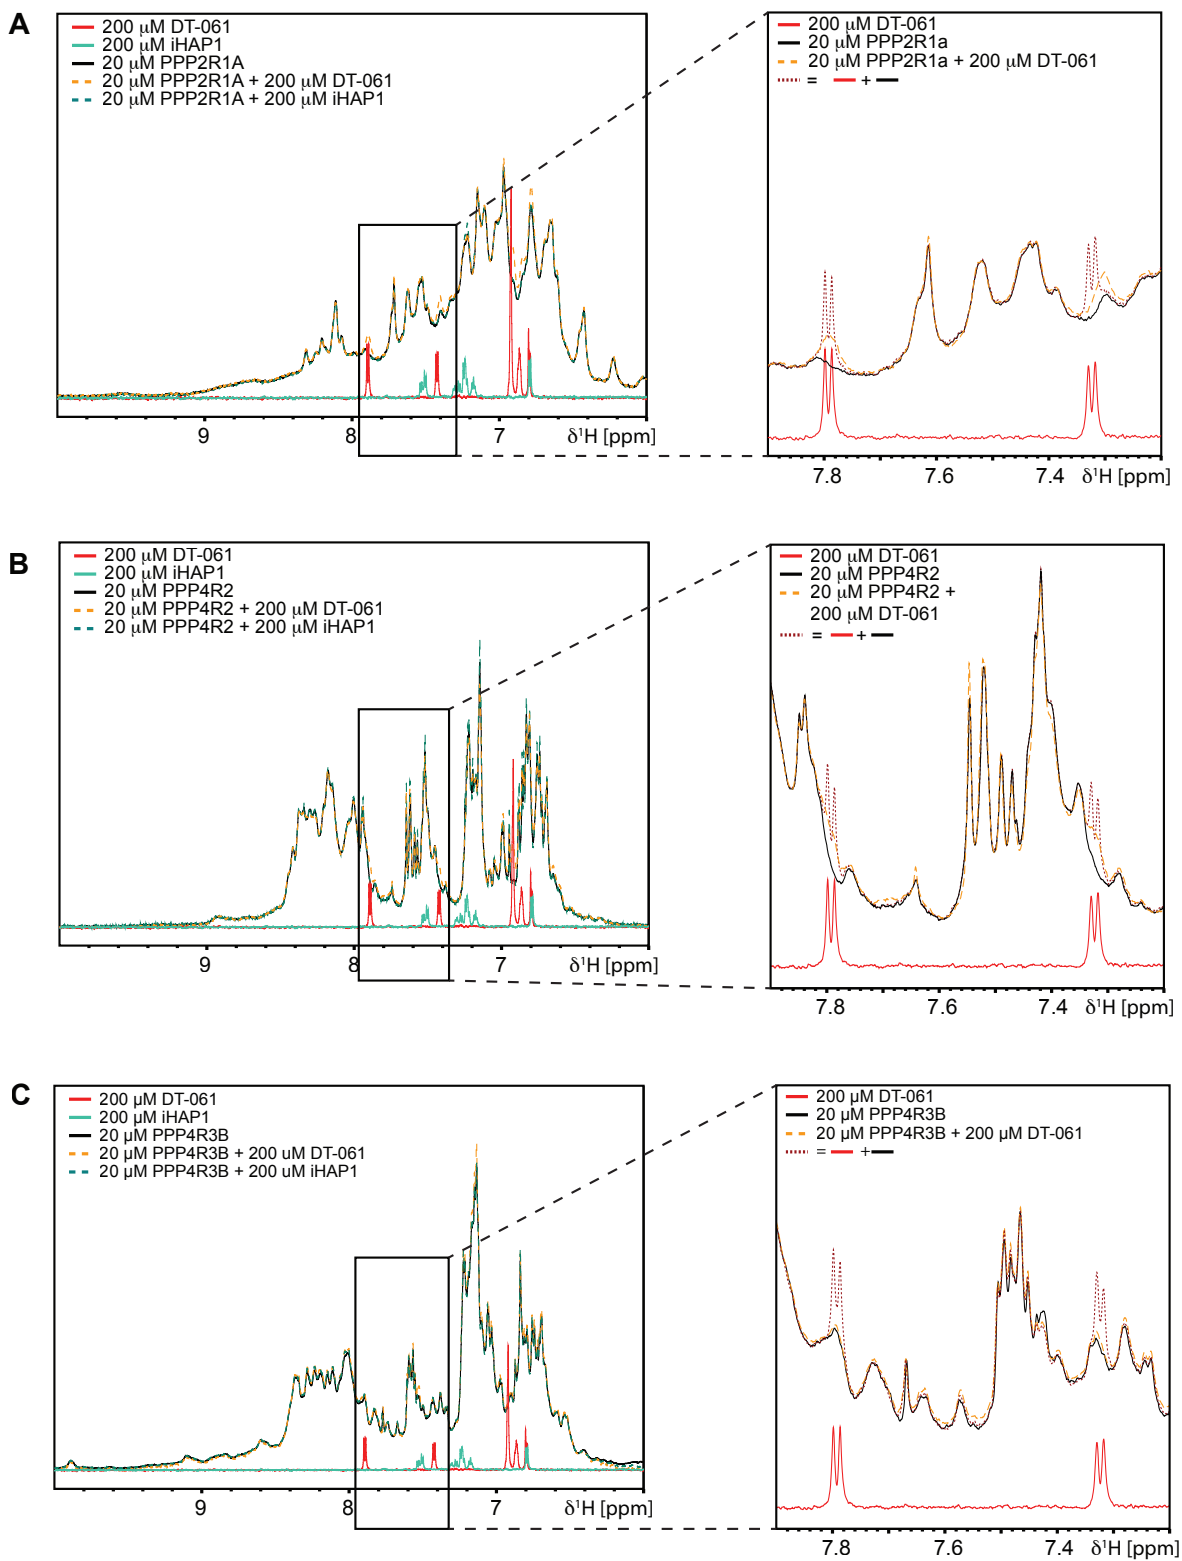 A
200 μM DT-061
200 μM iHAP1
20 μM PPP2R1A
20 μM PPP2R1A + 200 μM DT-061
20 μM PPP2R1A + 200 μM iHAP1
9 8 7 δ¹H [ppm]
200 μM DT-061
20 μM PPP2R1a
20 μM PPP2R1a + 200 μM DT-061
= +
7.8 7.6 7.4 δ¹H [ppm]
B
200 μM DT-061
200 μM iHAP1
20 μM PPP4R2
20 μM PPP4R2 + 200 μM DT-061
20 μM PPP4R2 + 200 μM iHAP1
9 8 7 δ¹H [ppm]
200 μM DT-061
20 μM PPP4R2
20 μM PPP4R2 +
200 μM DT-061
= +
7.8 7.6 7.4 δ¹H [ppm]
C
200 μM DT-061
200 μM iHAP1
20 μM PPP4R3B
20 μM PPP4R3B + 200 uM DT-061
20 μM PPP4R3B + 200 uM iHAP1
9 8 7 δ¹H [ppm]
200 μM DT-061
20 μM PPP4R3B
20 μM PPP4R3B + 200 μM DT-061
= +
7.8 7.6 7.4 δ¹H [ppm]